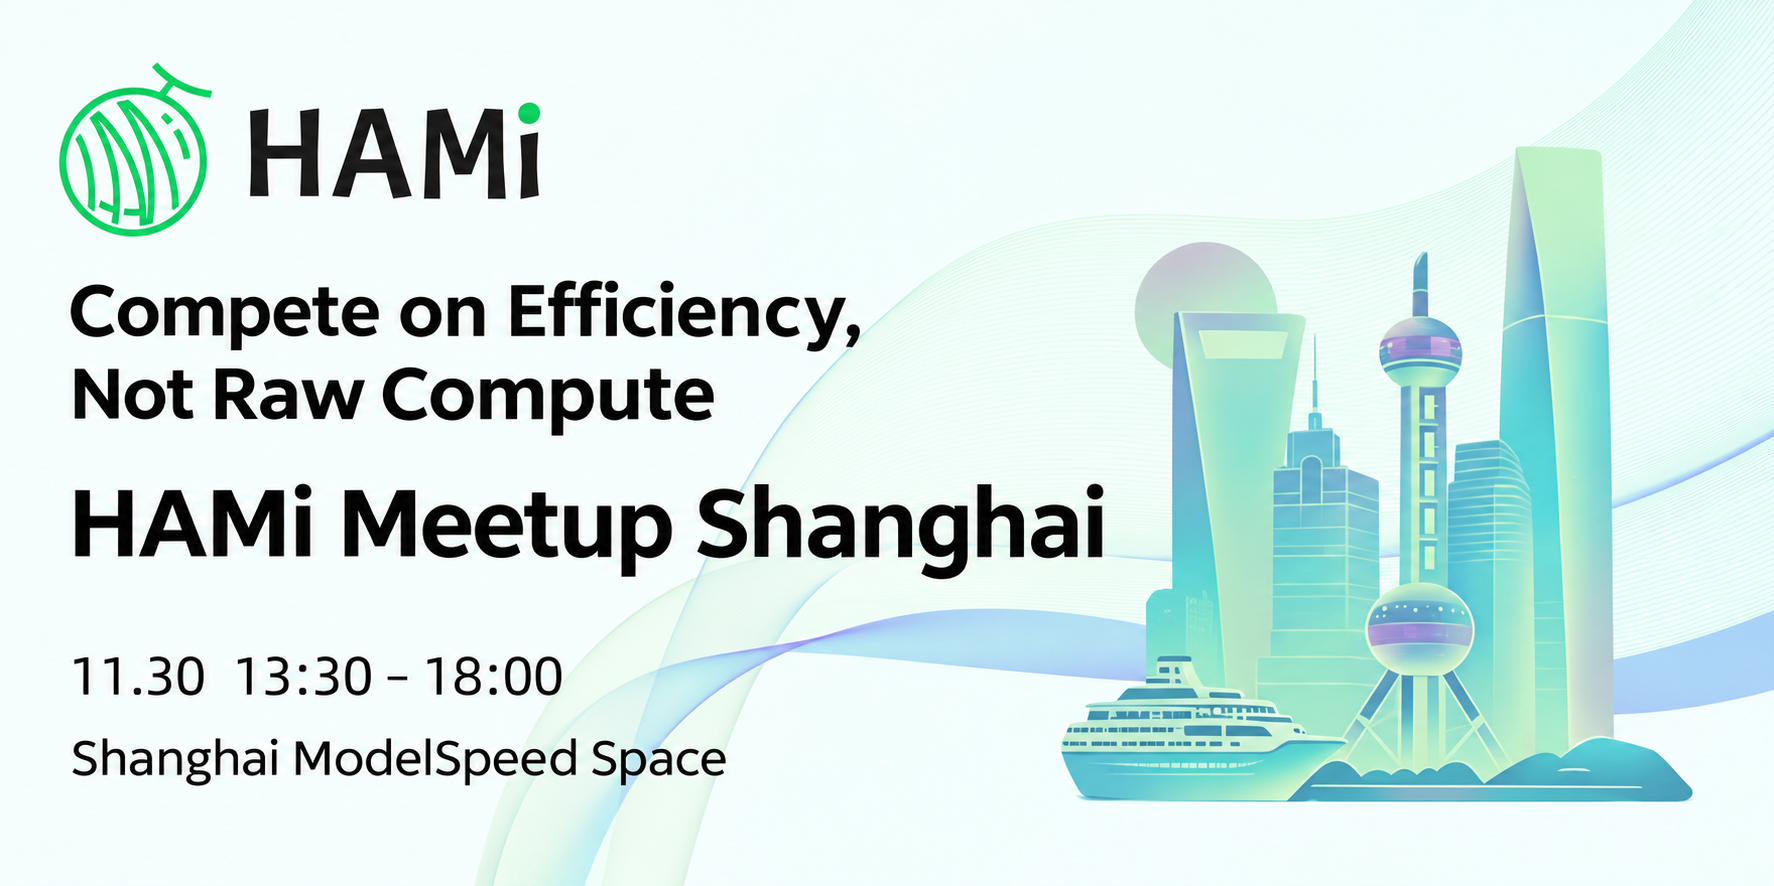 HAMi
HAMi
Compete on Efficiency,
Not Raw Compute
HAMi Meetup Shanghai
11.30 13:30 – 18:00
Shanghai ModelSpeed Space